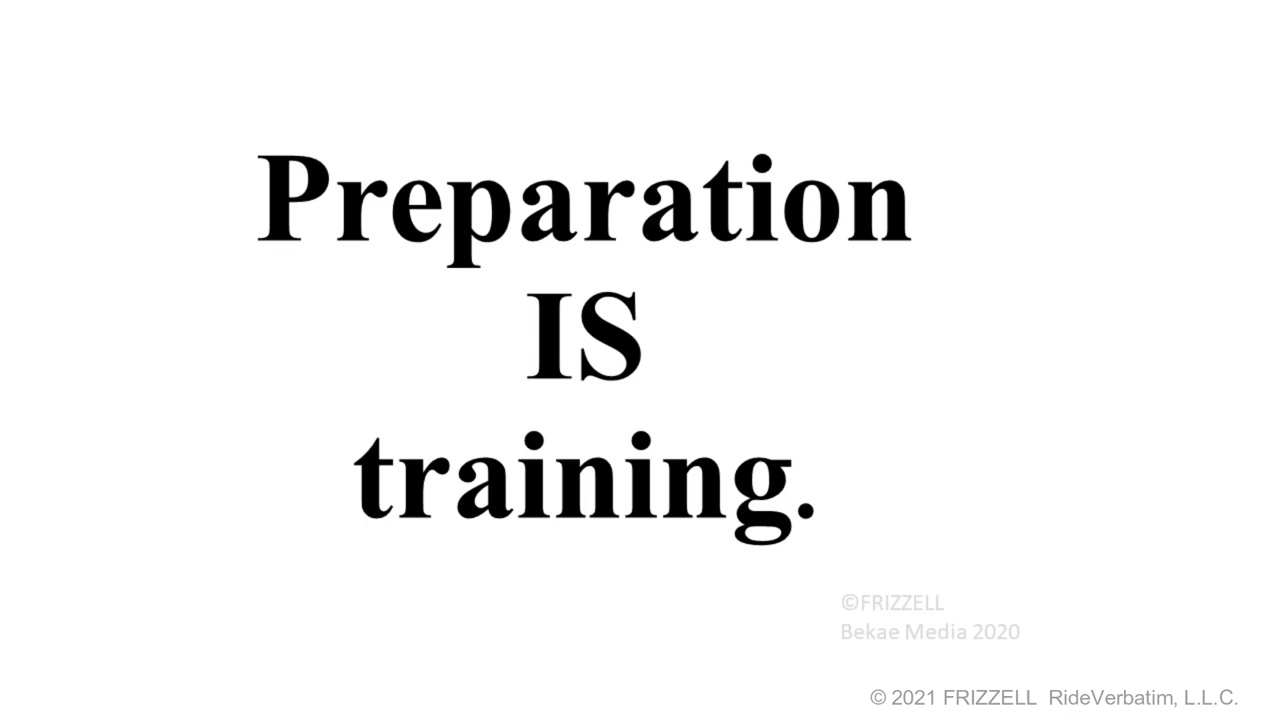 Preparation
IS
training.
©FRIZZELL
Bekae Media 2020
© 2021 FRIZZELL  RideVerbatim, L.L.C.